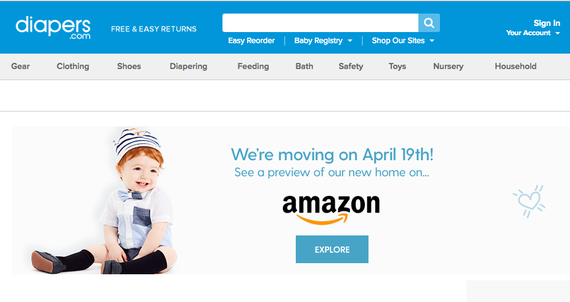 diapers
.com
FREE & EASY RETURNS
Sign In
Your Account
Easy Reorder
Baby Registry
Shop Our Sites
Gear Clothing Shoes Diapering Feeding Bath Safety Toys Nursery Household
We're moving on April 19th!
See a preview of our new home on...
amazon
EXPLORE